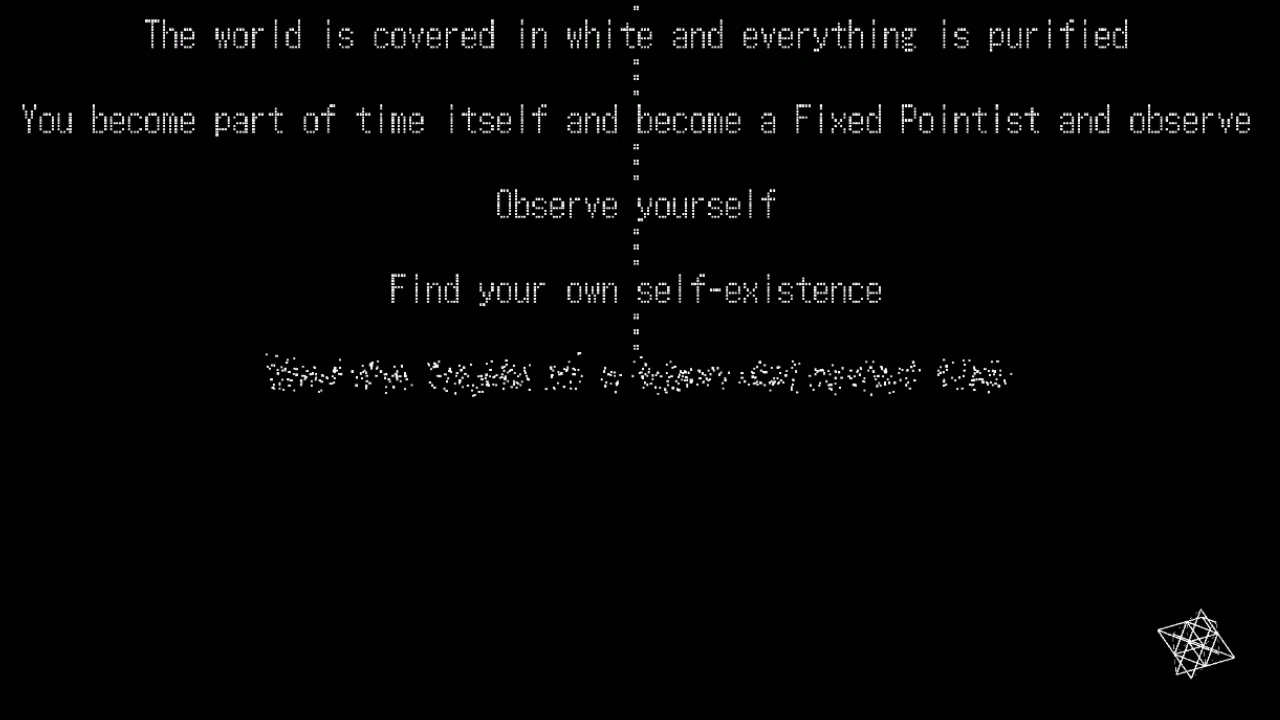 The world is covered in white and everything is purified
You become part of time itself and become a Fixed Pointist and observe
Observe yourself
Find your own self-existence